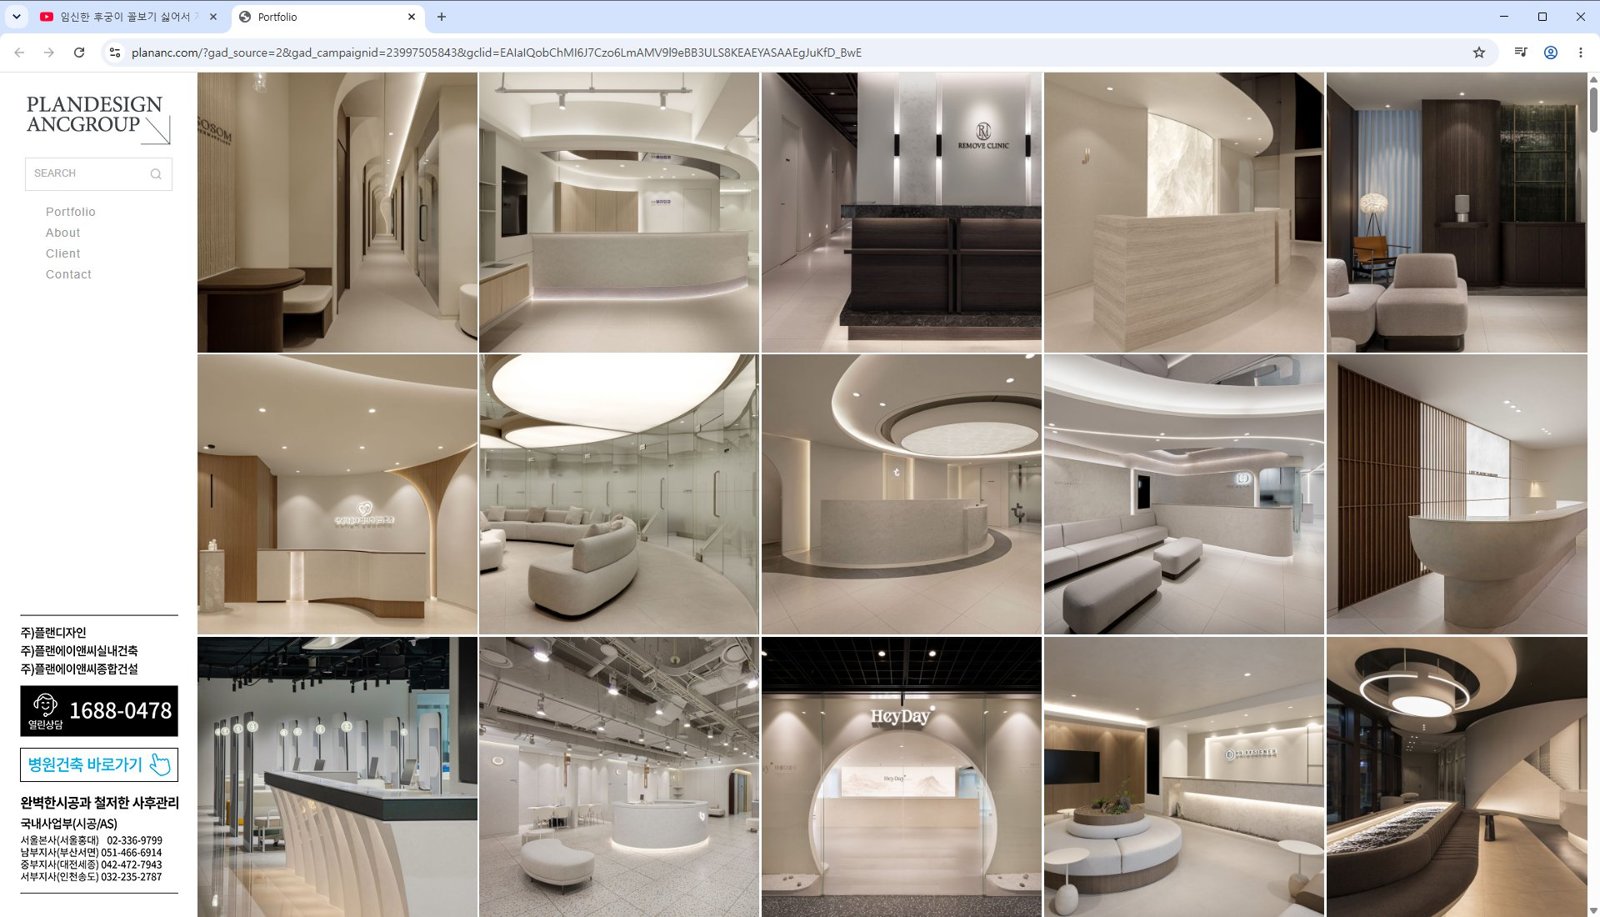 임신한 후궁이 꼴보기 싫어서
Portfolio
plananc.com/?gad_source=2&gad_campaignid=23997505843&gclid=EAIaIQobChMI6J7Czo6LmAMV9l9eBB3ULS8KEAEYASAAEgJuKfD_BwE
PLANDESIGN
ANCGROUP
SEARCH
Portfolio
About
Client
Contact
주)플랜디자인
주)플랜에이앤씨실내건축
주)플랜에이앤씨종합건설
열린상담
1688-0478
병원건축 바로가기
완벽한시공과 철저한 사후관리
국내사업부(시공/AS)
서울본사(서울홍대) 02-336-9799
남부지사(부산서면) 051-466-6914
중부지사(대전세종) 042-472-7943
서부지사(인천송도) 032-235-2787
REMOVE CLINIC
HeyDay
HeyDay